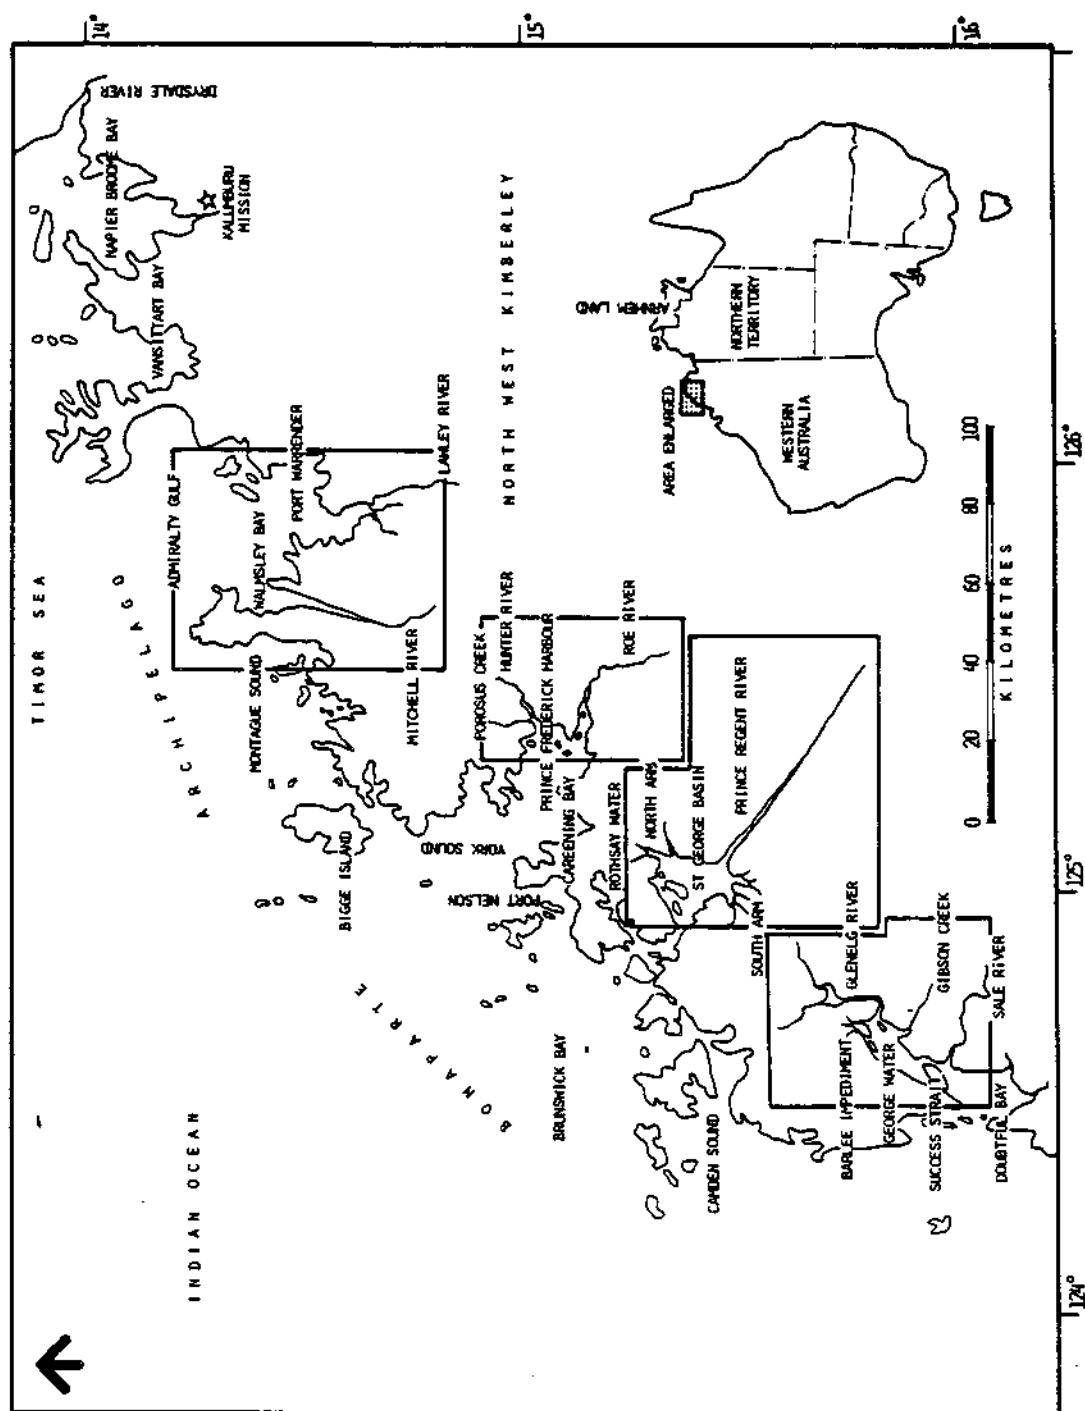 TIMOR SEA
INDIAN OCEAN
BONAPARTE
ARCHIPELAGO
14°
15°
16°
DRYSDALE RIVER
NAPIER BROOME BAY
KALUMBURU
MISSION
VANSITTART BAY
ADMIRALTY GULF
WALMSLEY BAY
PORT WARRENDER
LAWLEY RIVER
MONTAGUE SOUND
MITCHELL RIVER
BIGGE ISLAND
YORK SOUND
PORT NELSON
NORTH WEST KIMBERLEY
POROSUS CREEK
HUNTER RIVER
PRINCE FREDERICK HARBOUR
ROE RIVER
CAREENING BAY
ROTHSAY WATER
NORTH ARM
ST GEORGE BASIN
PRINCE REGENT RIVER
SOUTH ARM
BRUNSWICK BAY
CAMDEN SOUND
GLENELG RIVER
GIBSON CREEK
SALE RIVER
BARLEE IMPEDIMENT
GEORGE WATER
SUCCESS STRAIT
DOUBTFUL BAY
AREA ENLARGED
ARNHEM LAND
NORTHERN
TERRITORY
WESTERN
AUSTRALIA
0 20 40 60 80 100
KILOMETRES
124°
125°
126°